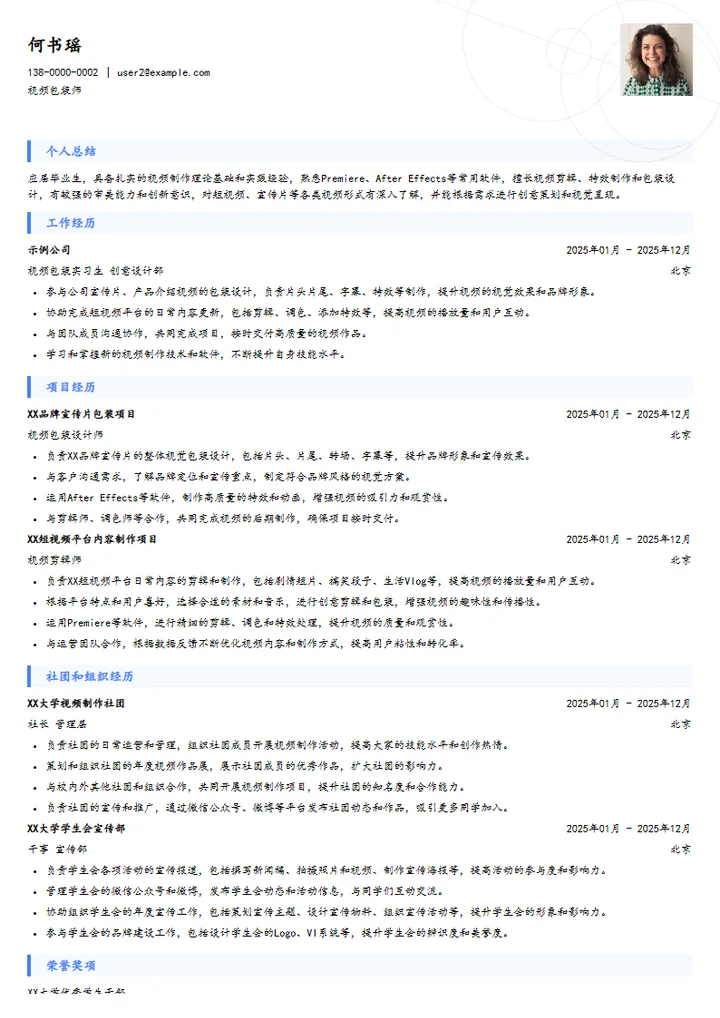 何书瑶
138-0000-0002 | user2@example.com
视频包装师
个人总结
应届毕业生，具备扎实的视频制作理论基础和实践经验，熟悉Premiere、After Effects等常用软件，擅长视频剪辑、特效制作和包装设
计，有较强的审美能力和创新意识，对短视频、宣传片等各类视频形式有深入了解，并能根据需求进行创意策划和视觉呈现。
工作经历
示例公司 2025年01月 - 2025年12月
视频包装实习生 创意设计部 北京
• 参与公司宣传片、产品介绍视频的包装设计，负责片头片尾、字幕、特效等制作，提升视频的视觉效果和品牌形象。
• 协助完成短视频平台的日常内容更新，包括剪辑、调色、添加特效等，提高视频的播放量和用户互动。
• 与团队成员沟通协作，共同完成项目，按时交付高质量的视频作品。
• 学习和掌握新的视频制作技术和软件，不断提升自身技能水平。
项目经历
XX品牌宣传片包装项目 2025年01月 - 2025年12月
视频包装设计师 北京
• 负责XX品牌宣传片的整体视觉包装设计，包括片头、片尾、转场、字幕等，提升品牌形象和宣传效果。
• 与客户沟通需求，了解品牌定位和宣传重点，制定符合品牌风格的视觉方案。
• 运用After Effects等软件，制作高质量的特效和动画，增强视频的吸引力和观赏性。
• 与剪辑师、调色师等合作，共同完成视频的后期制作，确保项目按时交付。
XX短视频平台内容制作项目 2025年01月 - 2025年12月
视频剪辑师 北京
• 负责XX短视频平台日常内容的剪辑和制作，包括剧情短片、搞笑段子、生活Vlog等，提高视频的播放量和用户互动。
• 根据平台特点和用户喜好，选择合适的素材和音乐，进行创意剪辑和包装，增强视频的趣味性和传播性。
• 运用Premiere等软件，进行精细的剪辑、调色和特效处理，提升视频的质量和观赏性。
• 与运营团队合作，根据数据反馈不断优化视频内容和制作方式，提高用户粘性和转化率。
社团和组织经历
XX大学视频制作社团 2025年01月 - 2025年12月
社长 管理层 北京
• 负责社团的日常运营和管理，组织社团成员开展视频制作活动，提高大家的技能水平和创作热情。
• 策划和组织社团的年度视频作品展，展示社团成员的优秀作品，扩大社团的影响力。
• 与校内外其他社团和组织合作，共同开展视频制作项目，提升社团的知名度和合作能力。
• 负责社团的宣传和推广，通过微信公众号、微博等平台发布社团动态和作品，吸引更多同学加入。
XX大学学生会宣传部 2025年01月 - 2025年12月
干事 宣传部 北京
• 负责学生会各项活动的宣传报道，包括撰写新闻稿、拍摄照片和视频、制作宣传海报等，提高活动的参与度和影响力。
• 管理学生会的微信公众号和微博，发布学生会动态和活动信息，与同学们互动交流。
• 协助组织学生会的年度宣传工作，包括策划宣传主题、设计宣传物料、组织宣传活动等，提升学生会的形象和影响力。
• 参与学生会的品牌建设工作，包括设计学生会的Logo、VI系统等，提升学生会的辨识度和美誉度。
荣誉奖项
XX大学优秀学生干部